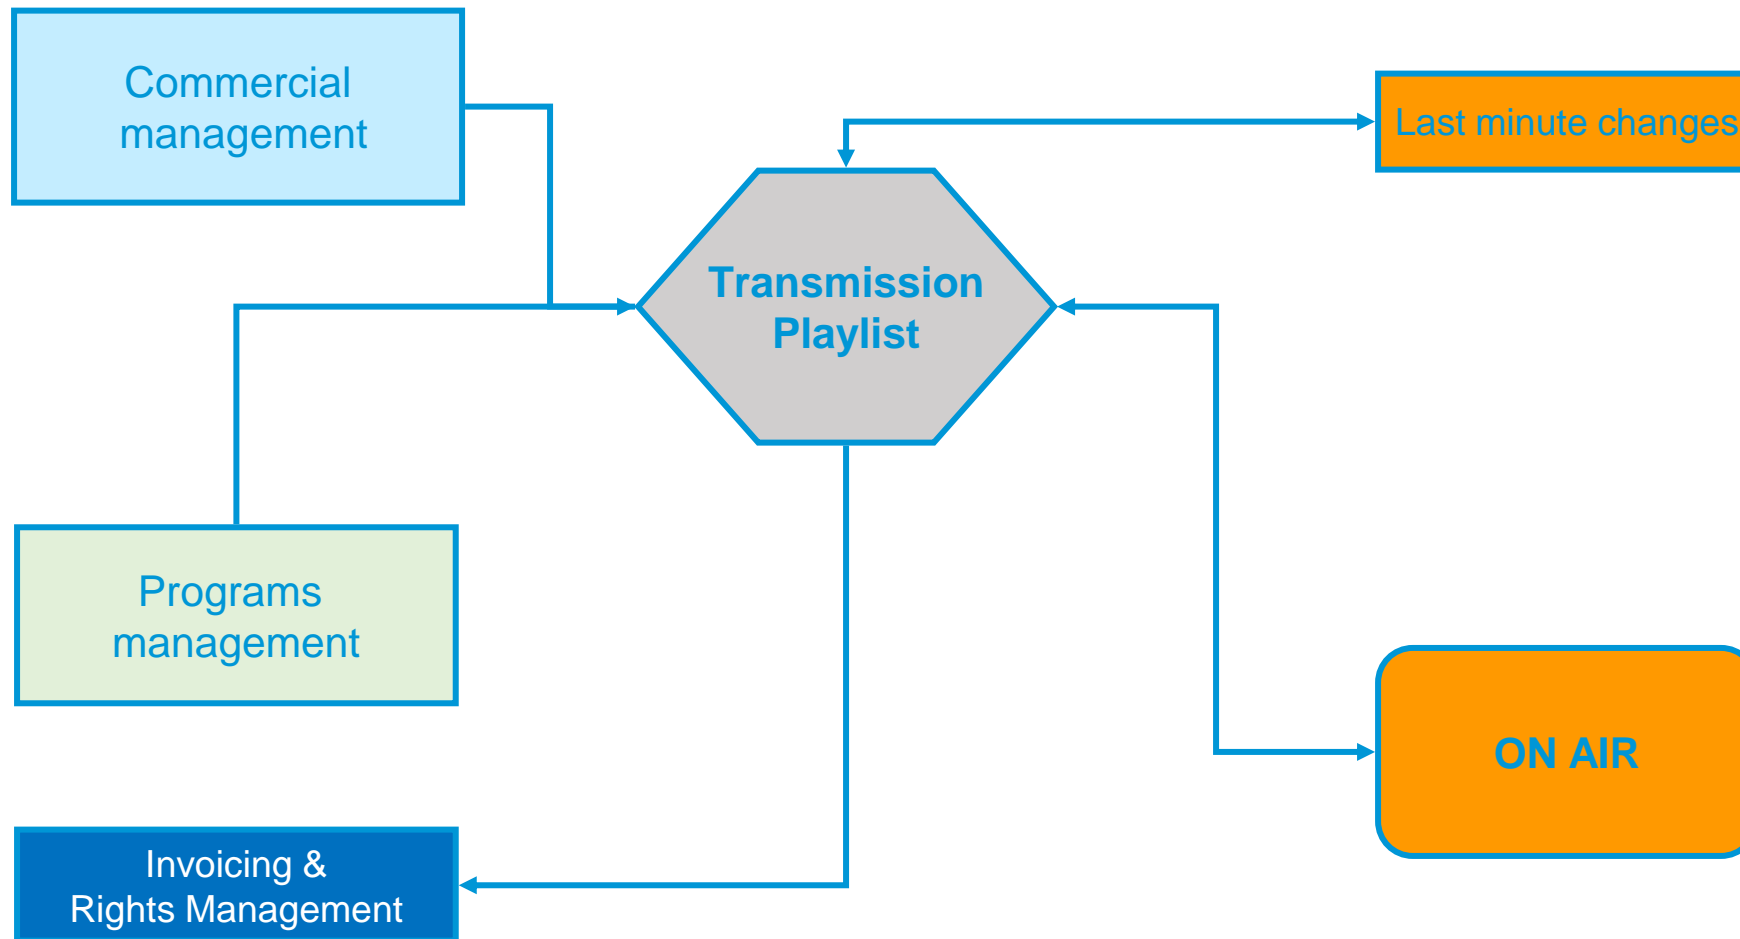 Commercial
management
Last minute changes
Transmission
Playlist
Programs
management
ON AIR
Invoicing &
Rights Management